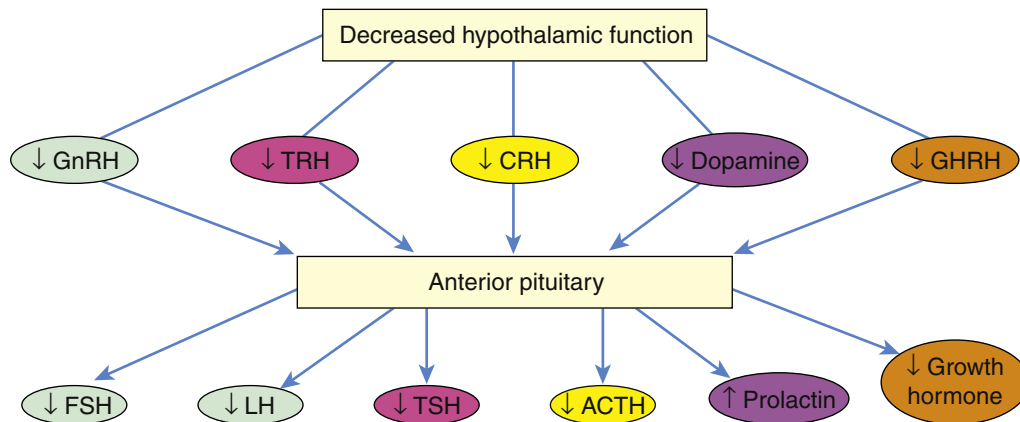 Decreased hypothalamic function
↓ GnRH
↓ TRH
↓ CRH
↓ Dopamine
↓ GHRH
Anterior pituitary
↓ FSH
↓ LH
↓ TSH
↓ ACTH
↑ Prolactin
↓ Growth
hormone